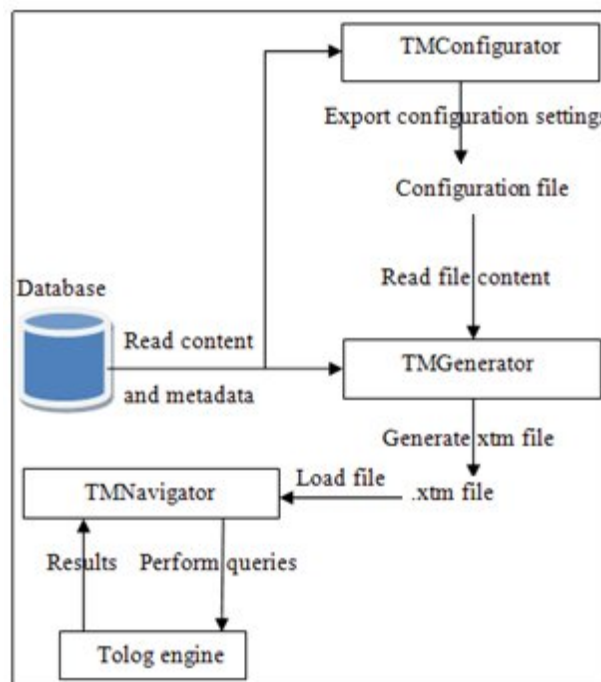 TMConfigurator
Export configuration settings
Configuration file
Read file content
Database
Read content
and metadata
TMGenerator
Generate xtm file
Load file
.xtm file
TMNavigator
Results
Perform queries
Tolog engine